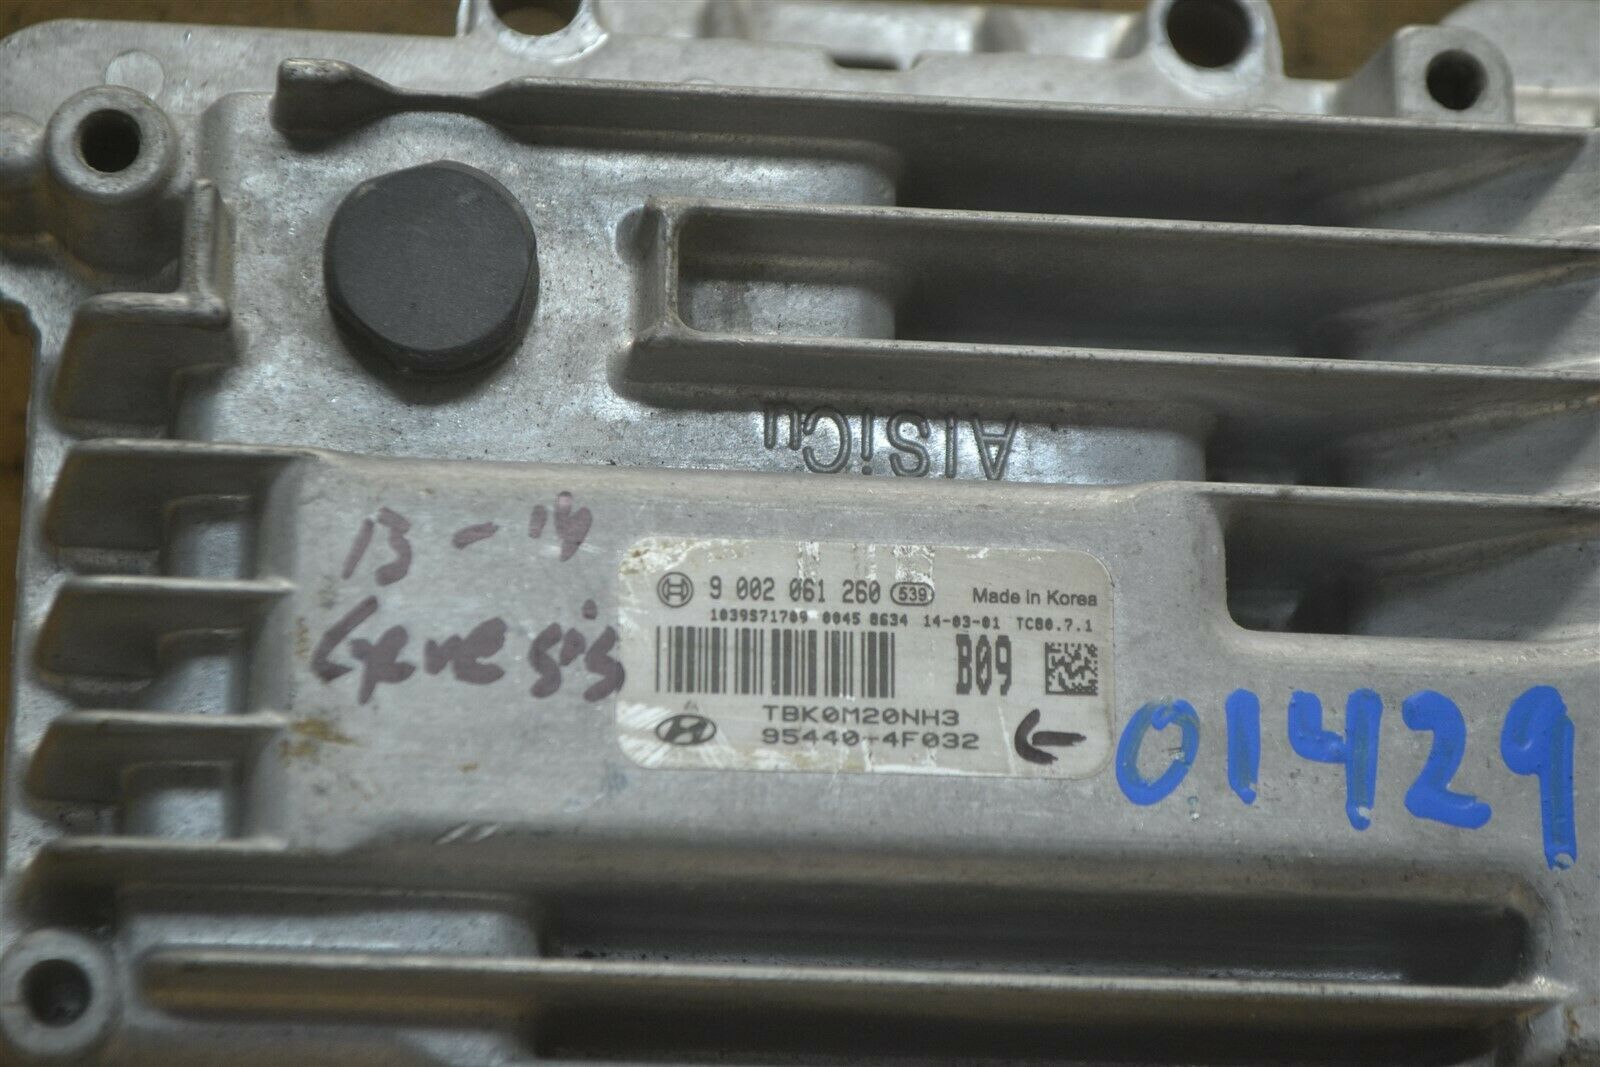 AlSiCu
13-14
Genesis
9 002 061 260 539 Made in Korea
1039S71709 0045 8634 14-03-01 TCB0.7.1
B09
TBK0M20NH3
95440-4F032
01429